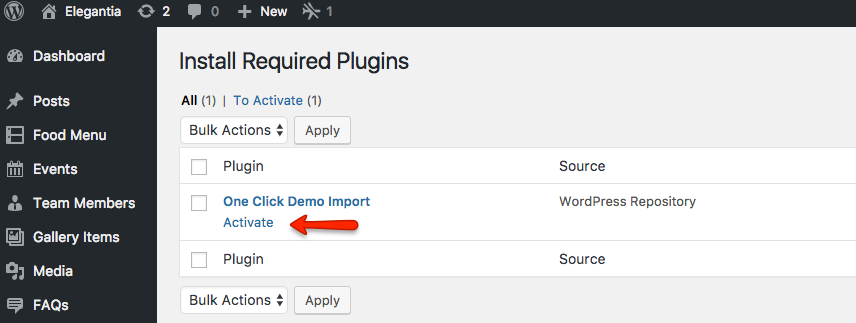 Elegantia 2 0 New 1
Dashboard
Posts
Food Menu
Events
Team Members
Gallery Items
Media
FAQs
Install Required Plugins
All (1) | To Activate (1)
Bulk Actions Apply
Plugin Source
One Click Demo Import WordPress Repository
Activate
Plugin Source
Bulk Actions Apply